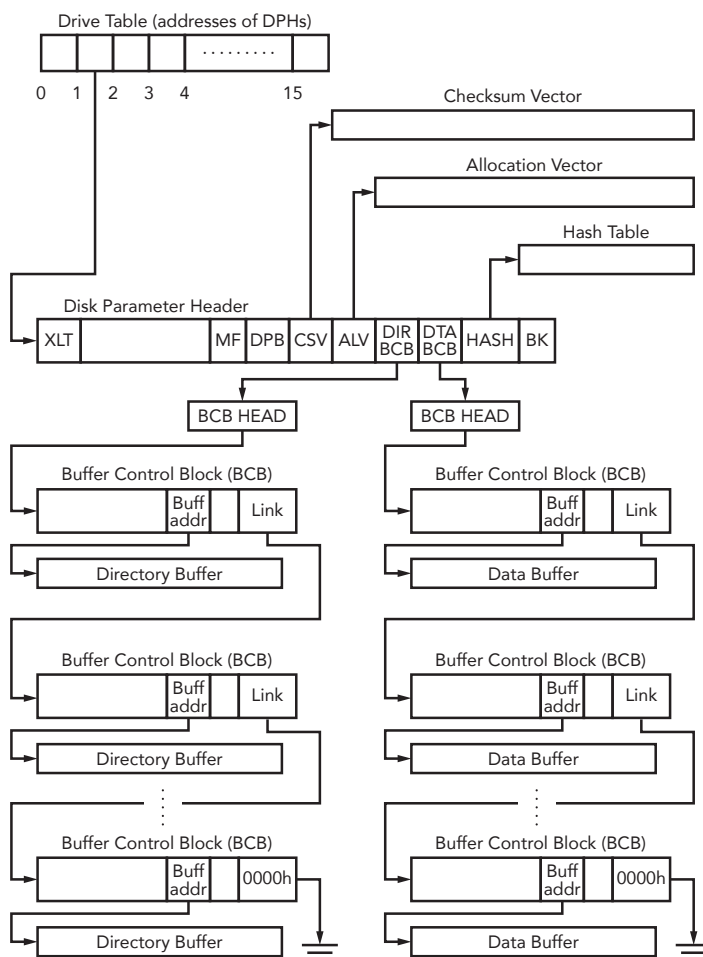 Drive Table (addresses of DPHs)
.........
0 1 2 3 4 15
Checksum Vector
Allocation Vector
Hash Table
Disk Parameter Header
XLT MF DPB CSV ALV DIR BCB DTA BCB HASH BK
BCB HEAD BCB HEAD
Buffer Control Block (BCB)
Buff addr Link
Directory Buffer
Buffer Control Block (BCB)
Buff addr Link
Data Buffer
Buffer Control Block (BCB)
Buff addr Link
Directory Buffer
Buffer Control Block (BCB)
Buff addr Link
Data Buffer
Buffer Control Block (BCB)
Buff addr 0000h
Directory Buffer
Buffer Control Block (BCB)
Buff addr 0000h
Data Buffer